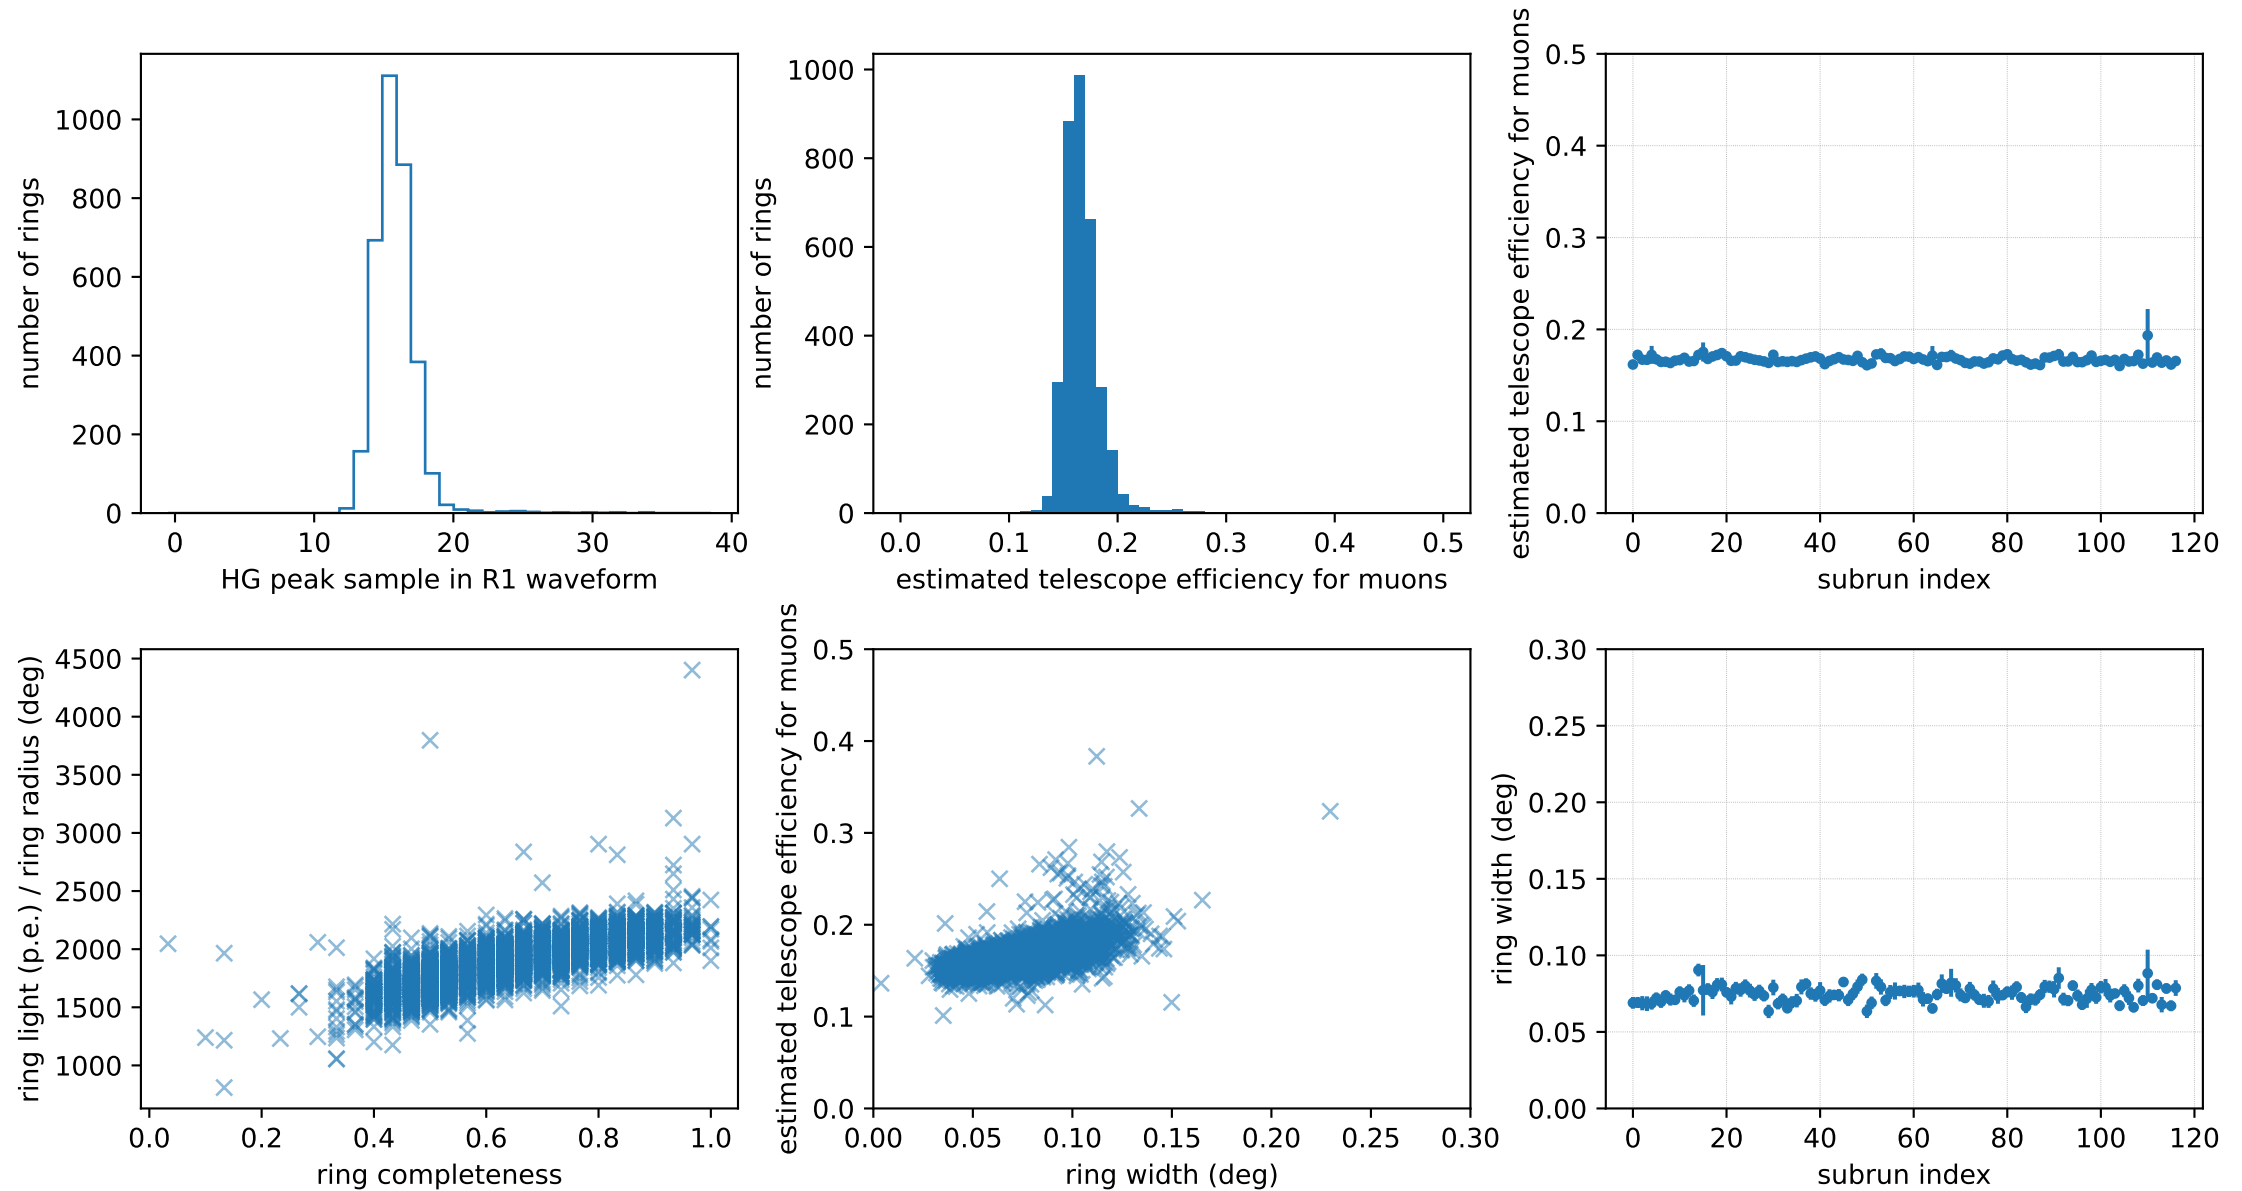 number of rings
1000
800
600
400
200
0
0 10 20 30 40
HG peak sample in R1 waveform
number of rings
1000
800
600
400
200
0
0.0 0.1 0.2 0.3 0.4 0.5
estimated telescope efficiency for muons
estimated telescope efficiency for muons
0.5
0.4
0.3
0.2
0.1
0.0
0 20 40 60 80 100 120
subrun index
ring light (p.e.) / ring radius (deg)
4500
4000
3500
3000
2500
2000
1500
1000
0.0 0.2 0.4 0.6 0.8 1.0
ring completeness
estimated telescope efficiency for muons
0.5
0.4
0.3
0.2
0.1
0.0
0.00 0.05 0.10 0.15 0.20 0.25 0.30
ring width (deg)
ring width (deg)
0.30
0.25
0.20
0.15
0.10
0.05
0.00
0 20 40 60 80 100 120
subrun index